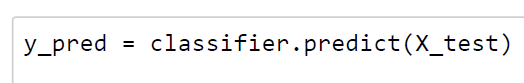 y_pred = classifier.predict(X_test)